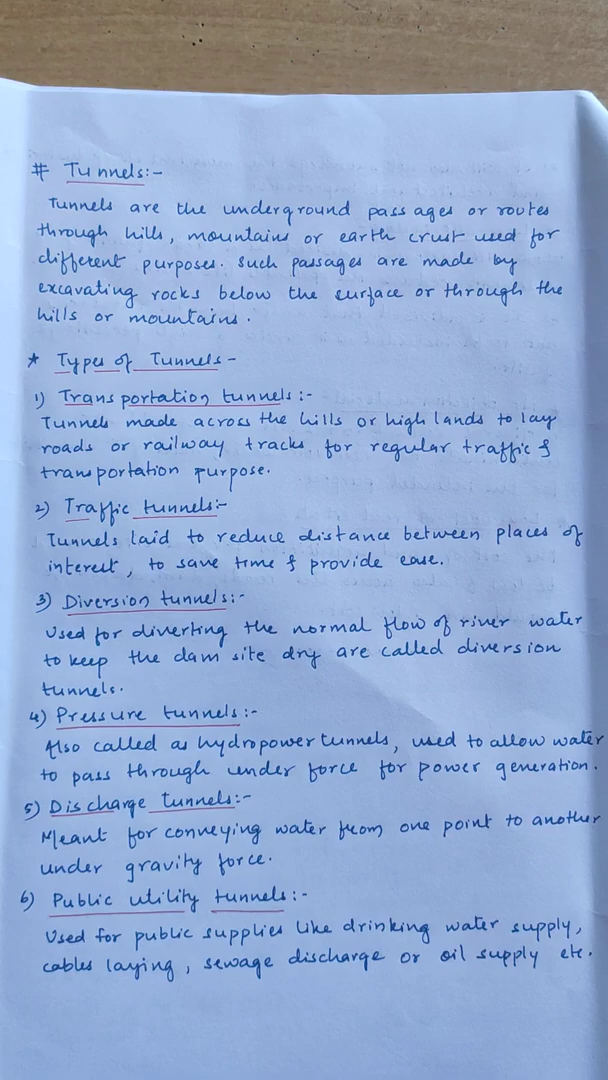 # Tunnels:-
Tunnels are the underground passages or routes
through hills, mountains or earth crust used for
different purposes. Such passages are made by
excavating rocks below the surface or through the
hills or mountains.
* Types of Tunnels-
1) Transportation tunnels:-
Tunnels made across the hills or high lands to lay
roads or railway tracks for regular traffic &
transportation purpose.
2) Traffic tunnels:-
Tunnels laid to reduce distance between places of
interest, to save time & provide ease.
3) Diversion tunnels:-
Used for diverting the normal flow of river water
to keep the dam site dry are called diversion
tunnels.
4) Pressure tunnels:-
Also called as hydropower tunnels, used to allow water
to pass through under force for power generation.
5) Discharge tunnels:-
Meant for conveying water from one point to another
under gravity force.
6) Public utility tunnels:-
Used for public supplies like drinking water supply,
cables laying, sewage discharge or oil supply etc.